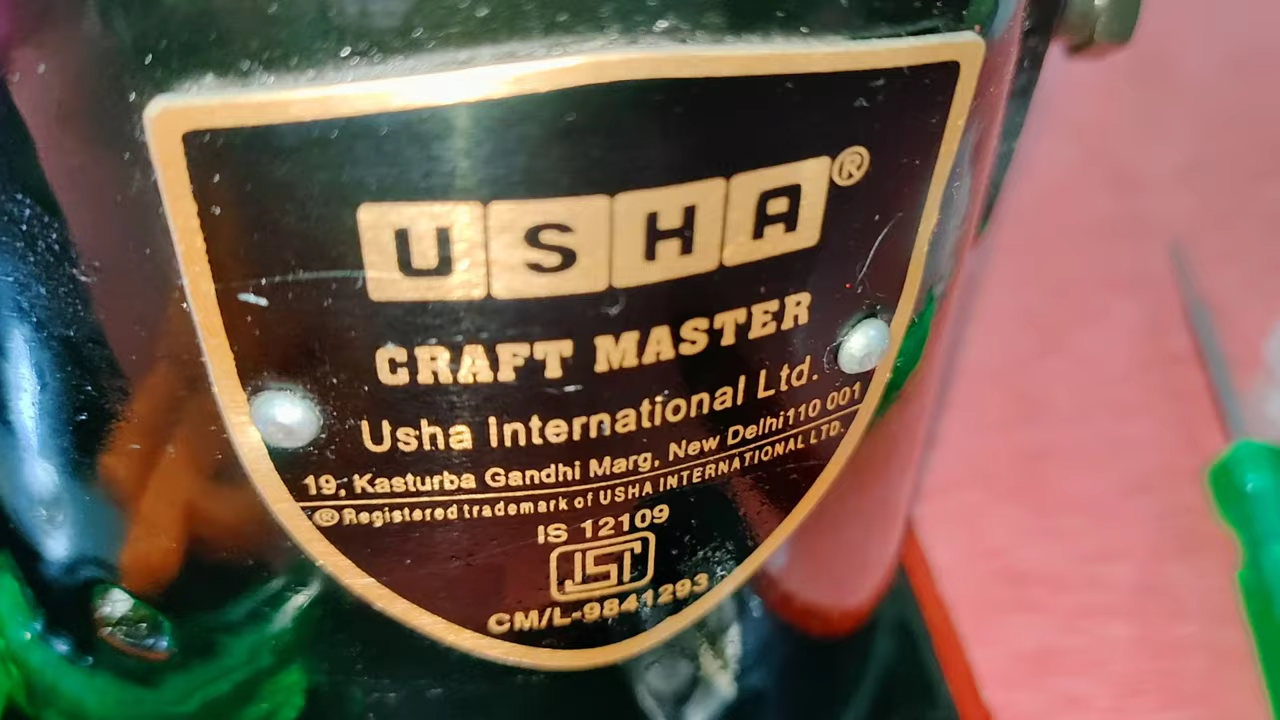 USHA®
CRAFT MASTER
Usha International Ltd.
19, Kasturba Gandhi Marg, New Delhi110 001
® Registered trademark of USHA INTERNATIONAL LTD.
IS 12109
ISI
CM/L-9841293